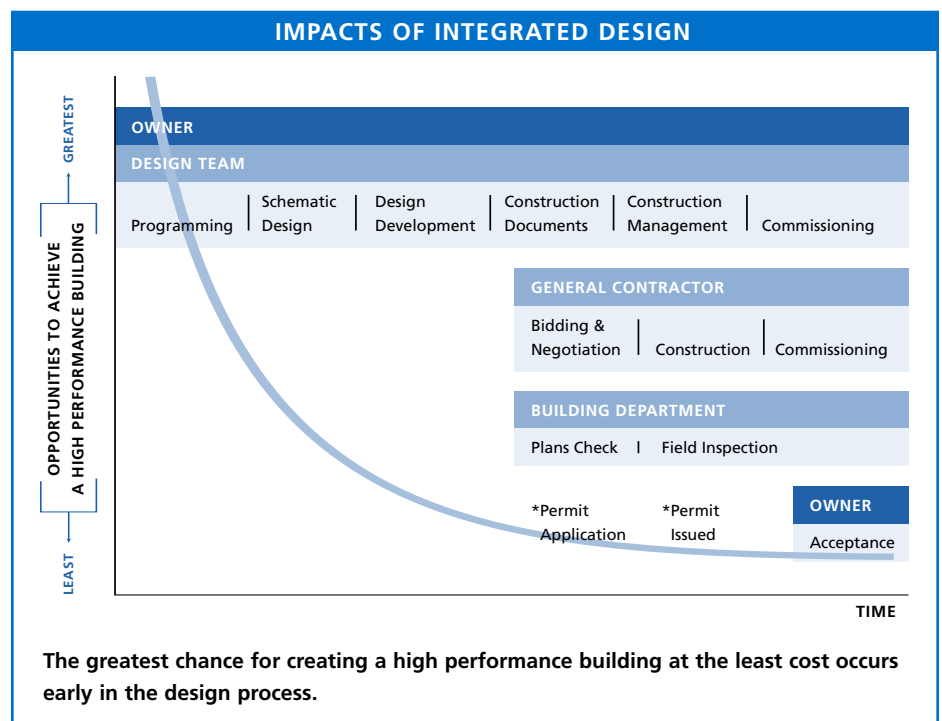 IMPACTS OF INTEGRATED DESIGN
GREATEST
OPPORTUNITIES TO ACHIEVE
A HIGH PERFORMANCE BUILDING
LEAST
OWNER
DESIGN TEAM
Programming
Schematic
Design
Design
Development
Construction
Documents
Construction
Management
Commissioning
GENERAL CONTRACTOR
Bidding &
Negotiation
Construction
Commissioning
BUILDING DEPARTMENT
Plans Check
Field Inspection
*Permit
Application
*Permit
Issued
OWNER
Acceptance
TIME
The greatest chance for creating a high performance building at the least cost occurs
early in the design process.